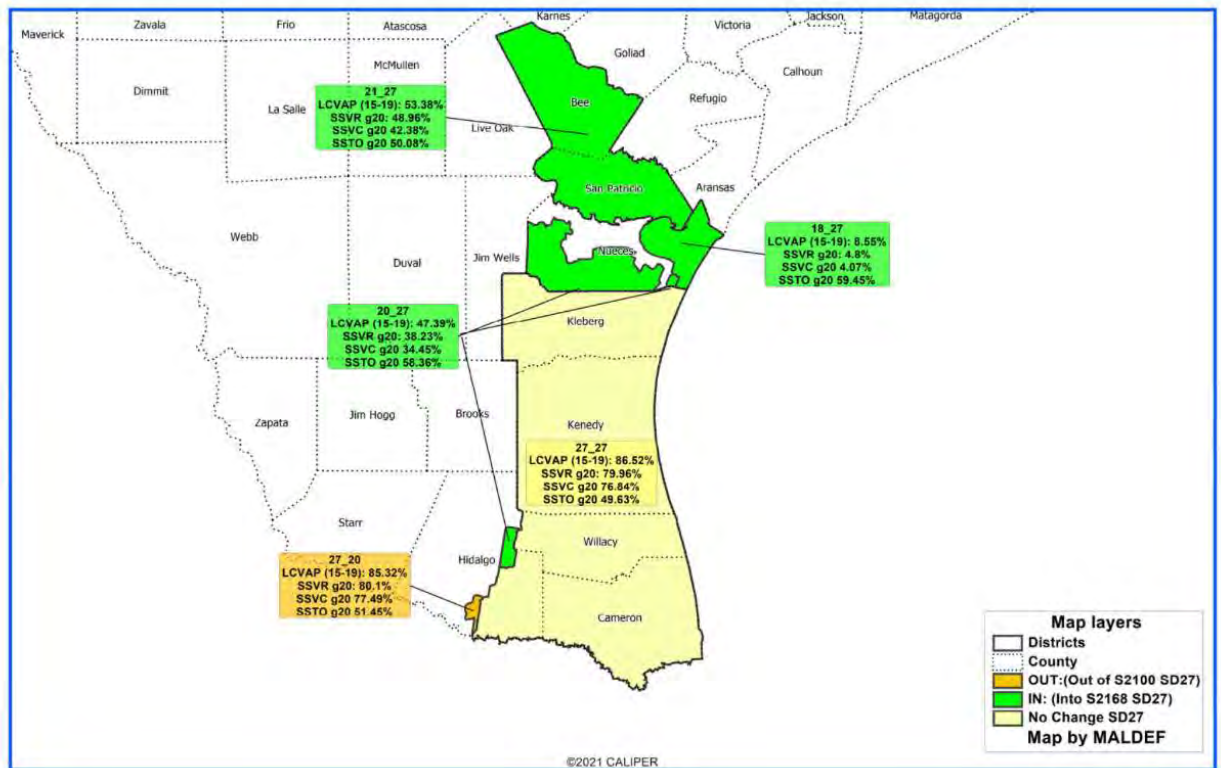 Karnes
Jackson
Matagorda
Zavala
Frio
Atascosa
Victoria
Maverick
Goliad
McMullen
Calhoun
Dimmit
La Salle
Bee
Refugio
21_27
LCVAP (15-19): 53.38%
SSVR g20: 48.96%
SSVC g20 42.38%
SSTO g20 50.08%
Live Oak
San Patricio
Aransas
Webb
Duval
Jim Wells
Nueces
18_27
LCVAP (15-19): 8.55%
SSVR g20: 4.8%
SSVC g20 4.07%
SSTO g20 59.45%
20_27
LCVAP (15-19): 47.39%
SSVR g20: 38.23%
SSVC g20 34.45%
SSTO g20 58.36%
Kleberg
Zapata
Jim Hogg
Brooks
Kenedy
27_27
LCVAP (15-19): 86.52%
SSVR g20: 79.96%
SSVC g20 76.84%
SSTO g20 49.63%
Starr
Willacy
Hidalgo
27_20
LCVAP (15-19): 85.32%
SSVR g20: 80.1%
SSVC g20 77.49%
SSTO g20 51.45%
Cameron
Map layers
Districts
County
OUT:(Out of S2100 SD27)
IN: (Into S2168 SD27)
No Change SD27
Map by MALDEF
©2021 CALIPER